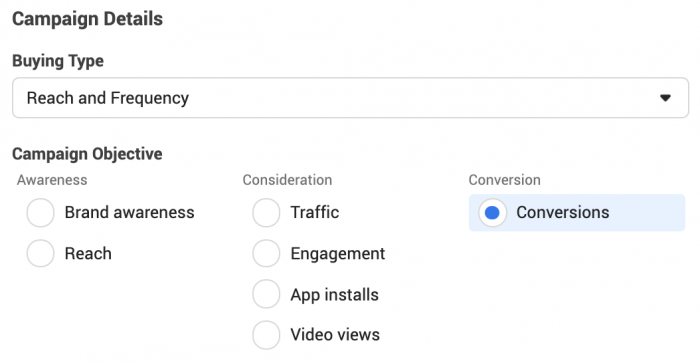 Campaign Details
Buying Type
Reach and Frequency
Campaign Objective
Awareness Consideration Conversion
Brand awareness Traffic Conversions
Reach Engagement
App installs
Video views